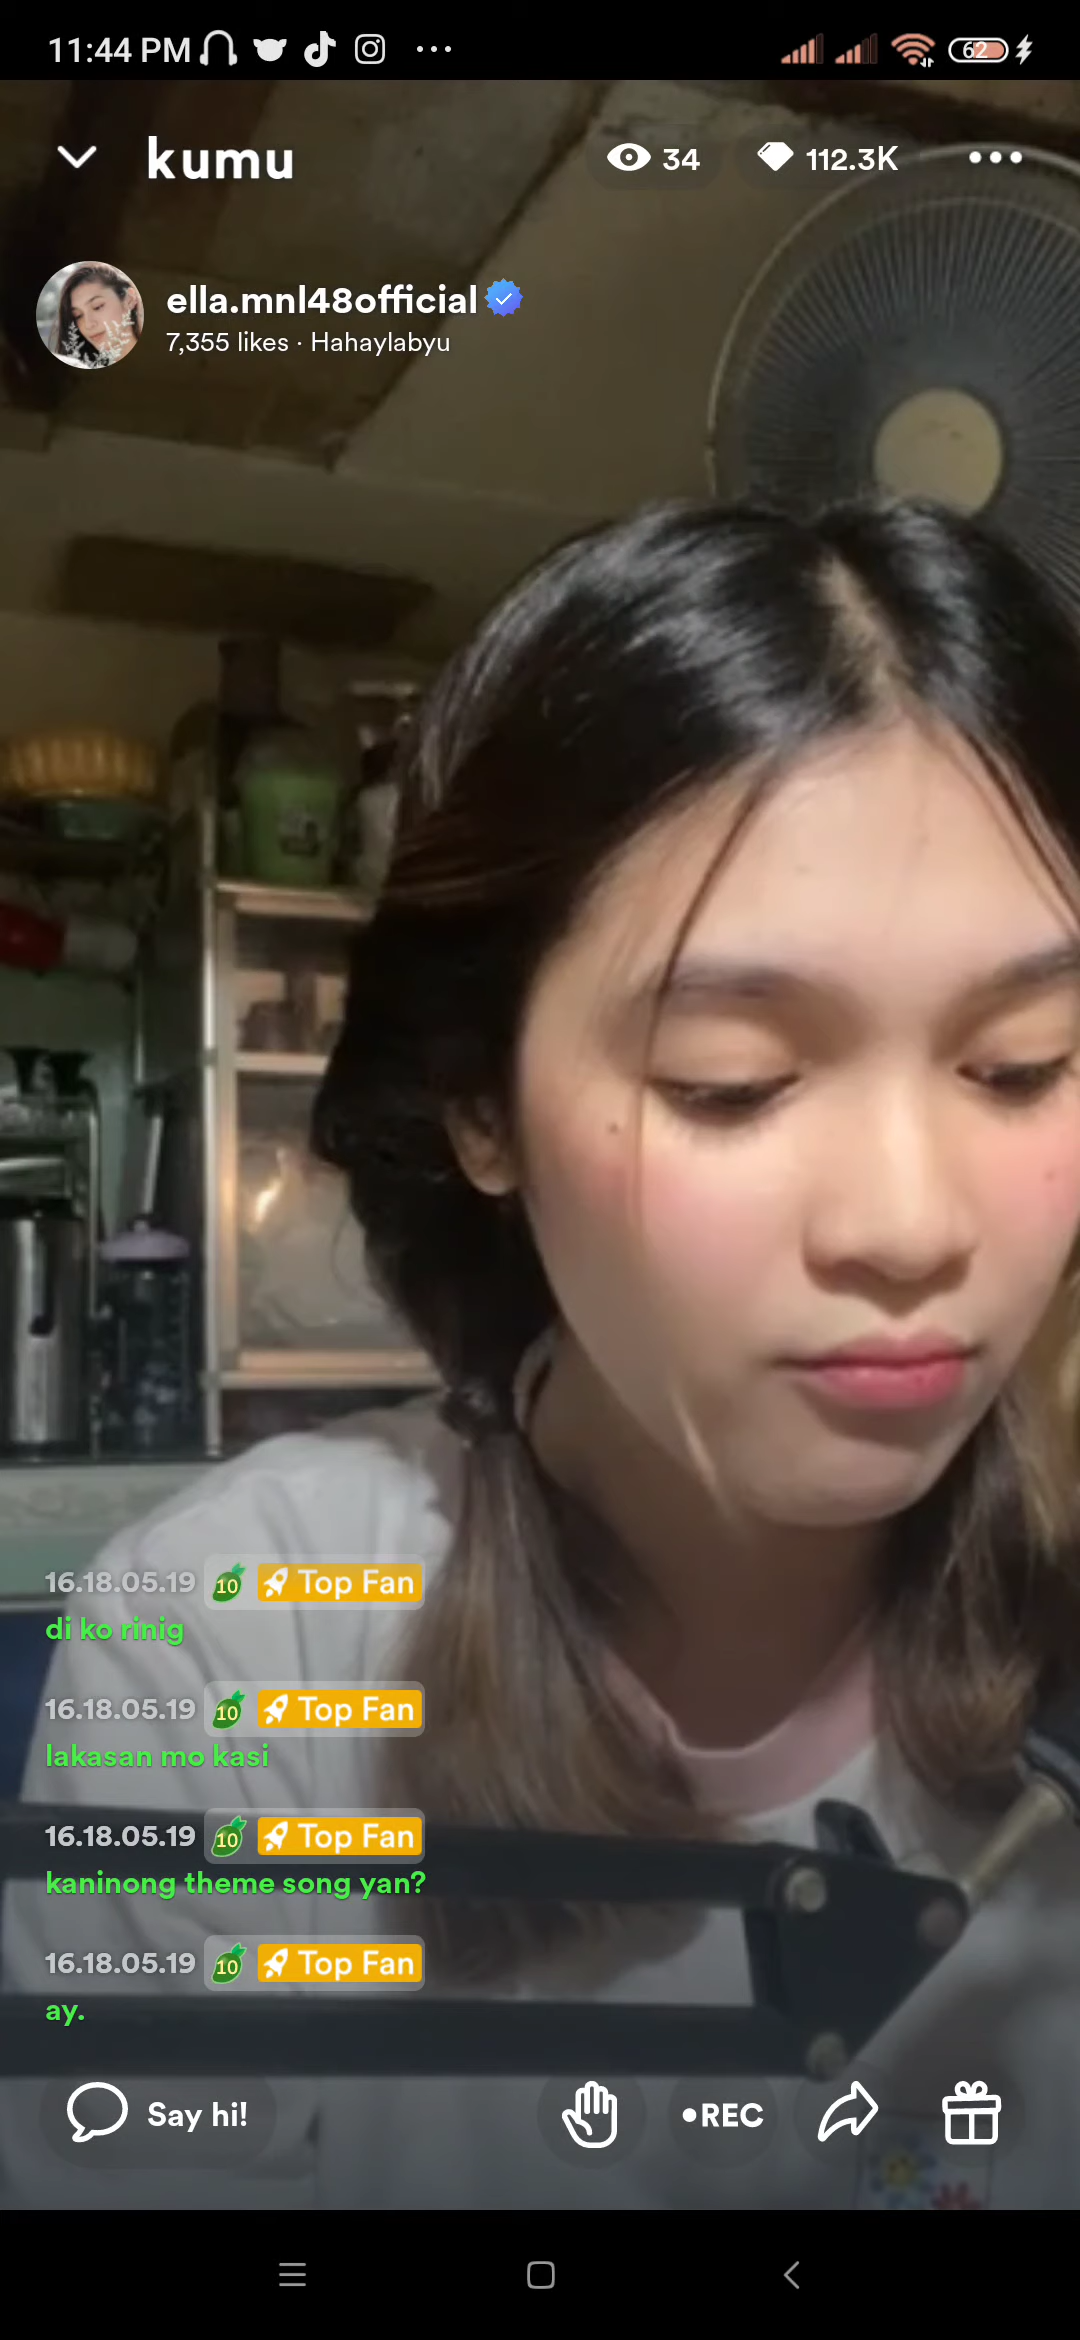 11:44 PM
62
kumu
34
112.3K
ella.mnl48official
7,355 likes · Hahaylabyu
16.18.05.19 10 Top Fan
di ko rinig
16.18.05.19 10 Top Fan
lakasan mo kasi
16.18.05.19 10 Top Fan
kaninong theme song yan?
16.18.05.19 10 Top Fan
ay.
Say hi!
•REC